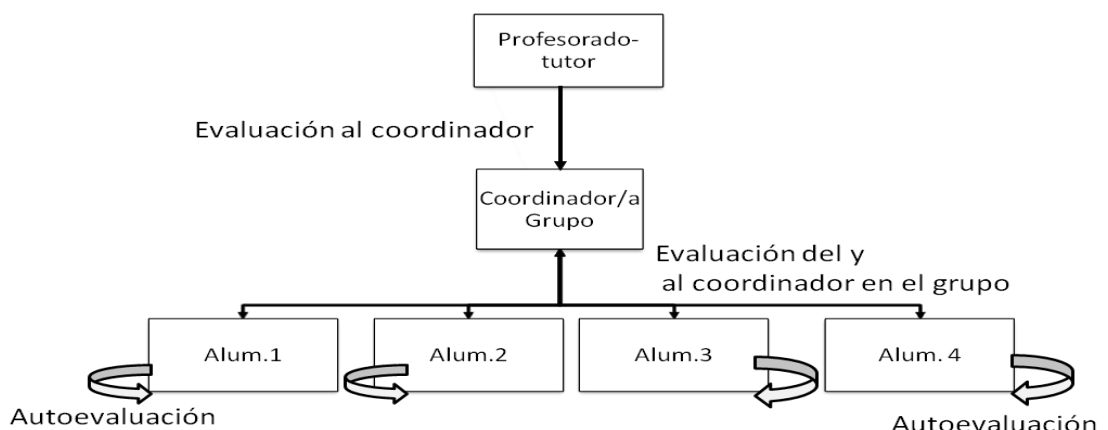 Profesorado-
tutor
Evaluación al coordinador
Coordinador/a
Grupo
Evaluación del y
al coordinador en el grupo
Alum.1
Alum.2
Alum.3
Alum. 4
Autoevaluación
Autoevaluación